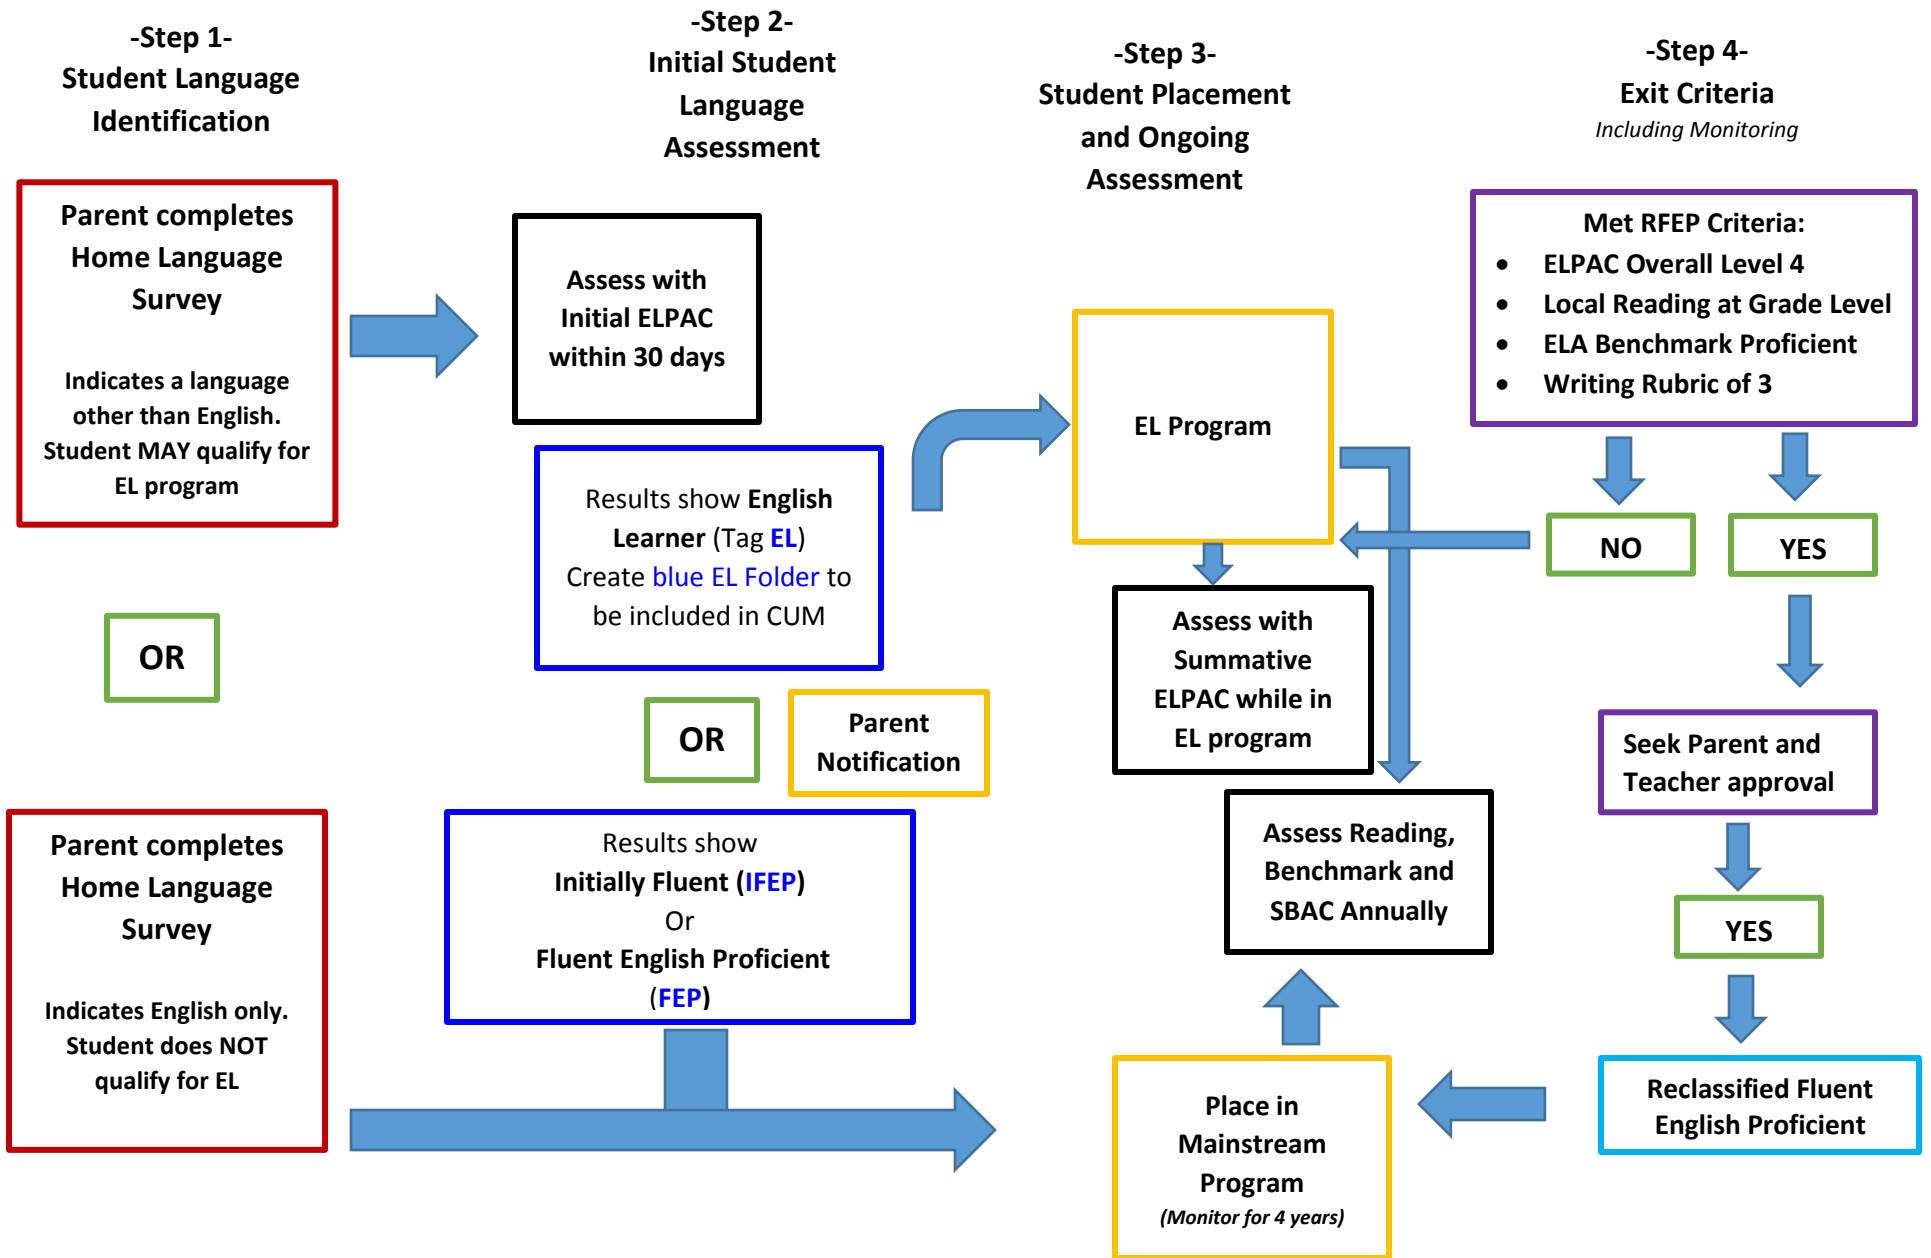 -Step 1-
Student Language
Identification
Parent completes
Home Language
Survey
Indicates a language
other than English.
Student MAY qualify for
EL program
OR
Parent completes
Home Language
Survey
Indicates English only.
Student does NOT
qualify for EL
-Step 2-
Initial Student
Language
Assessment
Assess with
Initial ELPAC
within 30 days
Results show English
Learner (Tag EL)
Create blue EL Folder to
be included in CUM
OR
Parent
Notification
Results show
Initially Fluent (IFEP)
Or
Fluent English Proficient
(FEP)
-Step 3-
Student Placement
and Ongoing
Assessment
EL Program
Assess with
Summative
ELPAC while in
EL program
Assess Reading,
Benchmark and
SBAC Annually
Place in
Mainstream
Program
(Monitor for 4 years)
-Step 4-
Exit Criteria
Including Monitoring
Met RFEP Criteria:
• ELPAC Overall Level 4
• Local Reading at Grade Level
• ELA Benchmark Proficient
• Writing Rubric of 3
NO
YES
Seek Parent and
Teacher approval
YES
Reclassified Fluent
English Proficient